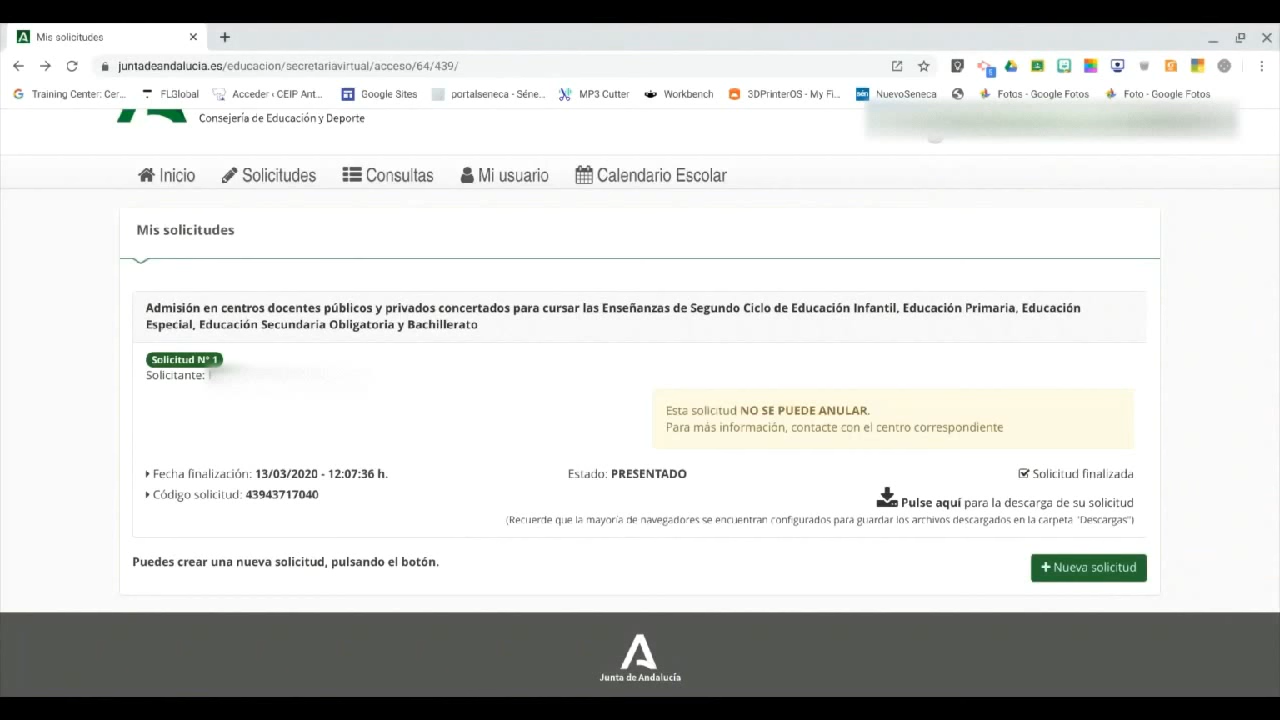 Mis solicitudes
juntadeandalucia.es/educacion/secretariavirtual/acceso/64/439/
Training Center: Cer... FLGlobal Acceder ‹ CEIP Ant... Google Sites portalseneca - Séne... MP3 Cutter Workbench 3DPrinterOS - My Fi... NuevoSeneca Fotos - Google Fotos Foto - Google Fotos
Consejería de Educación y Deporte
Inicio Solicitudes Consultas Mi usuario Calendario Escolar
Mis solicitudes
Admisión en centros docentes públicos y privados concertados para cursar las Enseñanzas de Segundo Ciclo de Educación Infantil, Educación Primaria, Educación
Especial, Educación Secundaria Obligatoria y Bachillerato
Solicitud Nº 1
Solicitante:
Esta solicitud NO SE PUEDE ANULAR.
Para más información, contacte con el centro correspondiente
Fecha finalización: 13/03/2020 - 12:07:36 h. Estado: PRESENTADO Solicitud finalizada
Código solicitud: 43943717040 Pulse aquí para la descarga de su solicitud
(Recuerde que la mayoría de navegadores se encuentran configurados para guardar los archivos descargados en la carpeta "Descargas")
Puedes crear una nueva solicitud, pulsando el botón. + Nueva solicitud
Junta de Andalucía